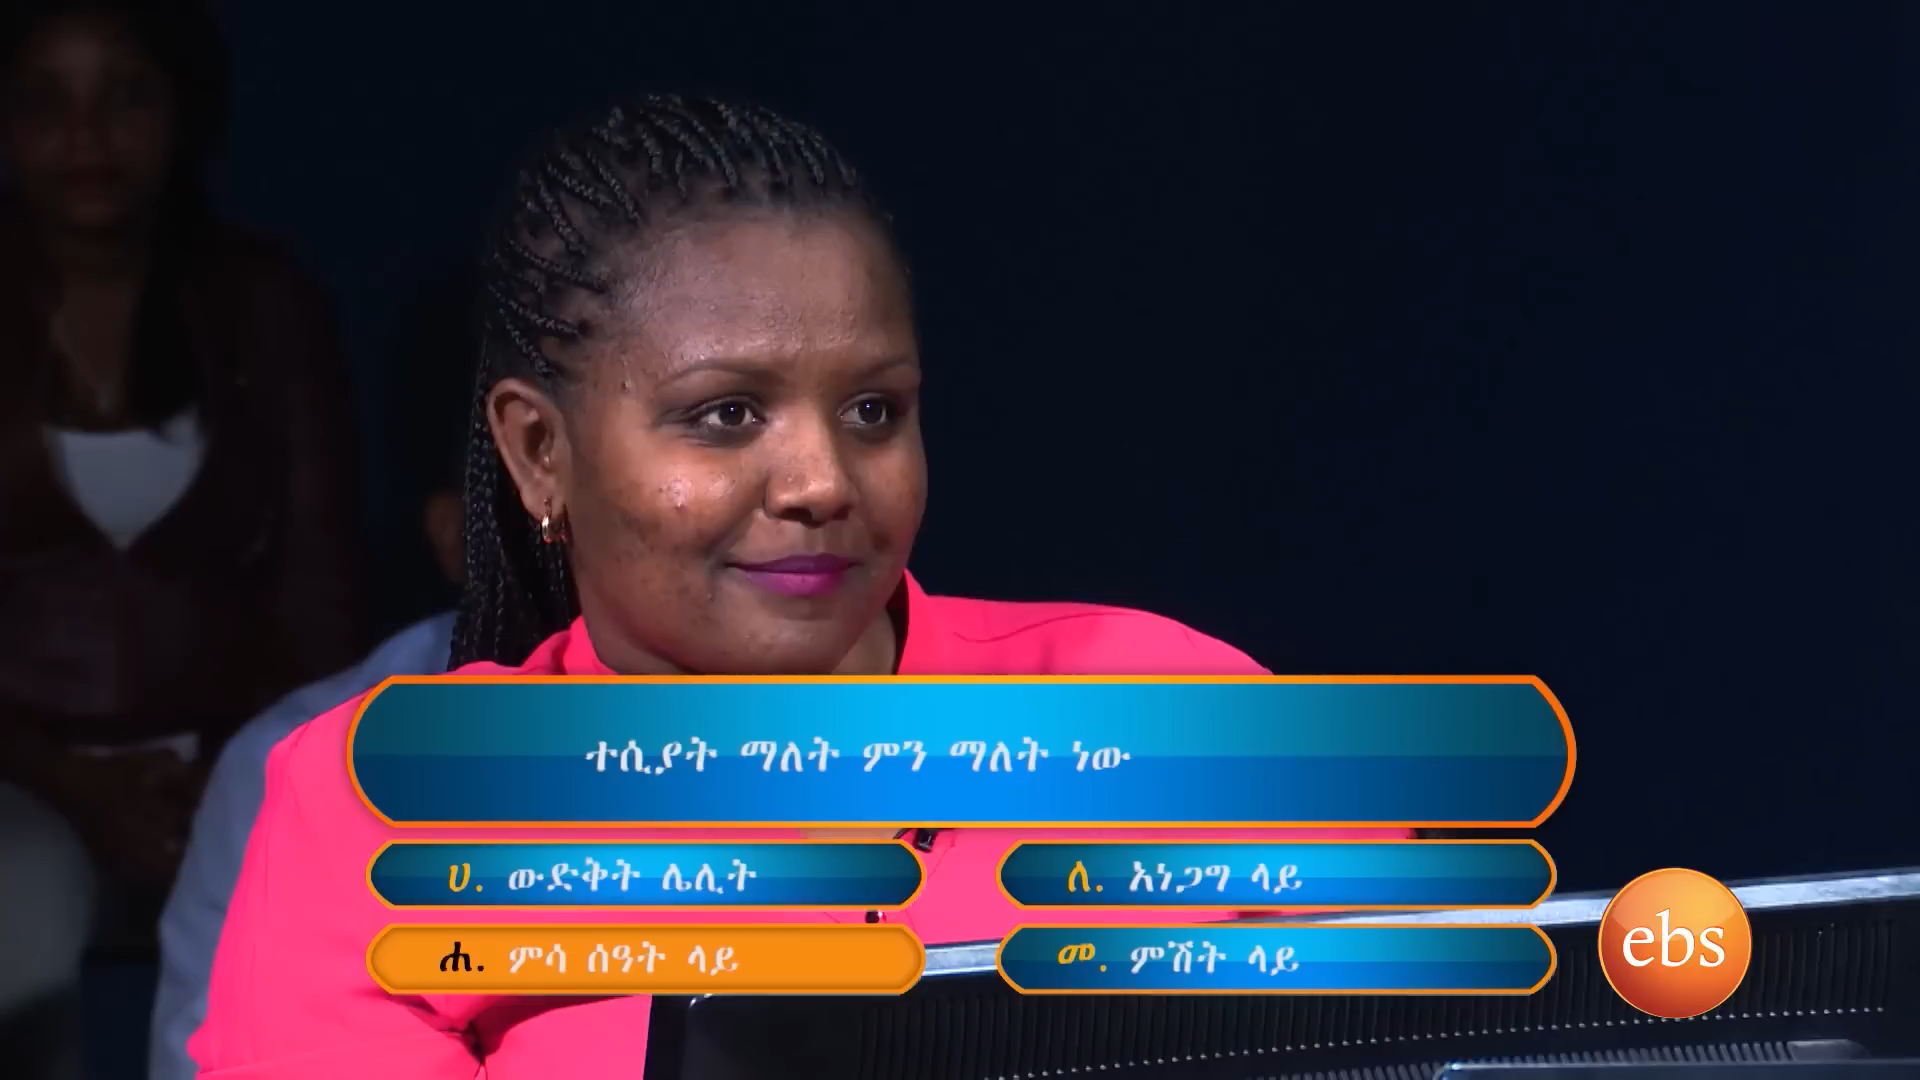 ተሲያት ማለት ምን ማለት ነው
ሀ. ውድቅት ሌሊት
ለ. አነጋግ ላይ
ሐ. ምሳ ሰዓት ላይ
መ. ምሽት ላይ
ebs